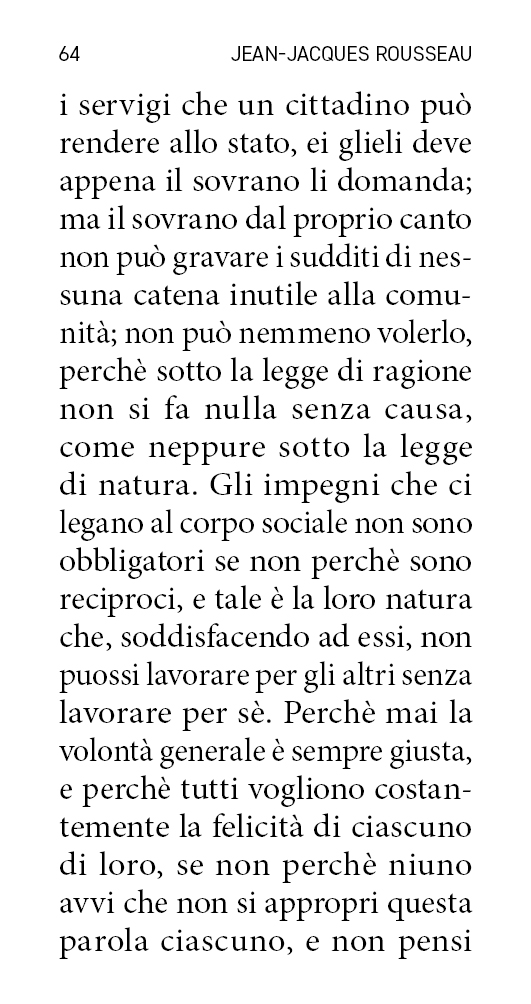 64 JEAN-JACQUES ROUSSEAU
i servigi che un cittadino può
rendere allo stato, ei glieli deve
appena il sovrano li domanda;
ma il sovrano dal proprio canto
non può gravare i sudditi di nes-
suna catena inutile alla comu-
nità; non può nemmeno volerlo,
perchè sotto la legge di ragione
non si fa nulla senza causa,
come neppure sotto la legge
di natura. Gli impegni che ci
legano al corpo sociale non sono
obbligatori se non perchè sono
reciproci, e tale è la loro natura
che, soddisfacendo ad essi, non
puossi lavorare per gli altri senza
lavorare per sè. Perchè mai la
volontà generale è sempre giusta,
e perchè tutti vogliono costan-
temente la felicità di ciascuno
di loro, se non perchè niuno
avvi che non si appropri questa
parola ciascuno, e non pensi